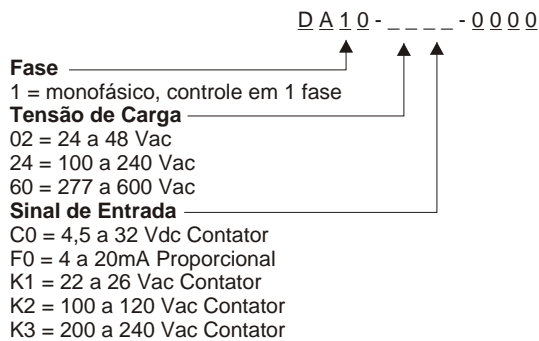 DA10-____-0000
Fase
1 = monofásico, controle em 1 fase
Tensão de Carga
02 = 24 a 48 Vac
24 = 100 a 240 Vac
60 = 277 a 600 Vac
Sinal de Entrada
C0 = 4,5 a 32 Vdc Contator
F0 = 4 a 20mA Proporcional
K1 = 22 a 26 Vac Contator
K2 = 100 a 120 Vac Contator
K3 = 200 a 240 Vac Contator